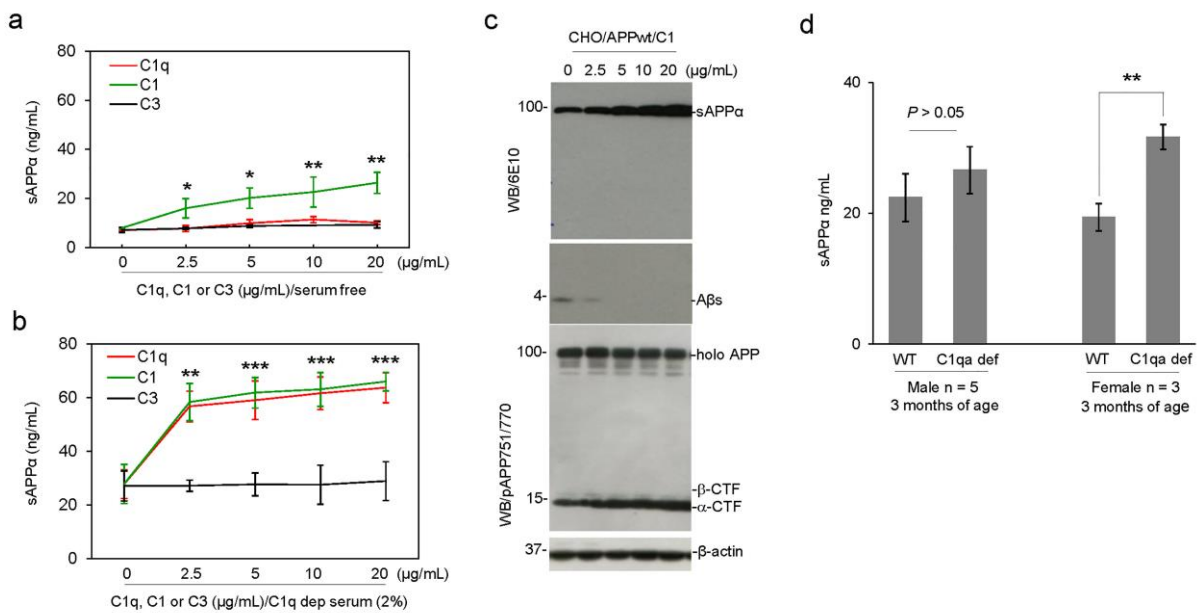 a
80
60
40
20
0
sAPPα (ng/mL)
C1q
C1
C3
* * ** **
0 2.5 5 10 20 (µg/mL)
C1q, C1 or C3 (µg/mL)/serum free
b
80
60
40
20
0
sAPPα (ng/mL)
C1q
C1
C3
** *** *** ***
0 2.5 5 10 20 (µg/mL)
C1q, C1 or C3 (µg/mL)/C1q dep serum (2%)
c
CHO/APPwt/C1
0 2.5 5 10 20 (µg/mL)
WB/6E10
100- -sAPPα
4- -Aβs
WB/pAPP751/770
100- -holo APP
-β-CTF
15- -α-CTF
37- -β-actin
d
40
20
0
sAPPα ng/mL
P > 0.05
**
WT C1qa def WT C1qa def
Male n = 5 Female n = 3
3 months of age 3 months of age